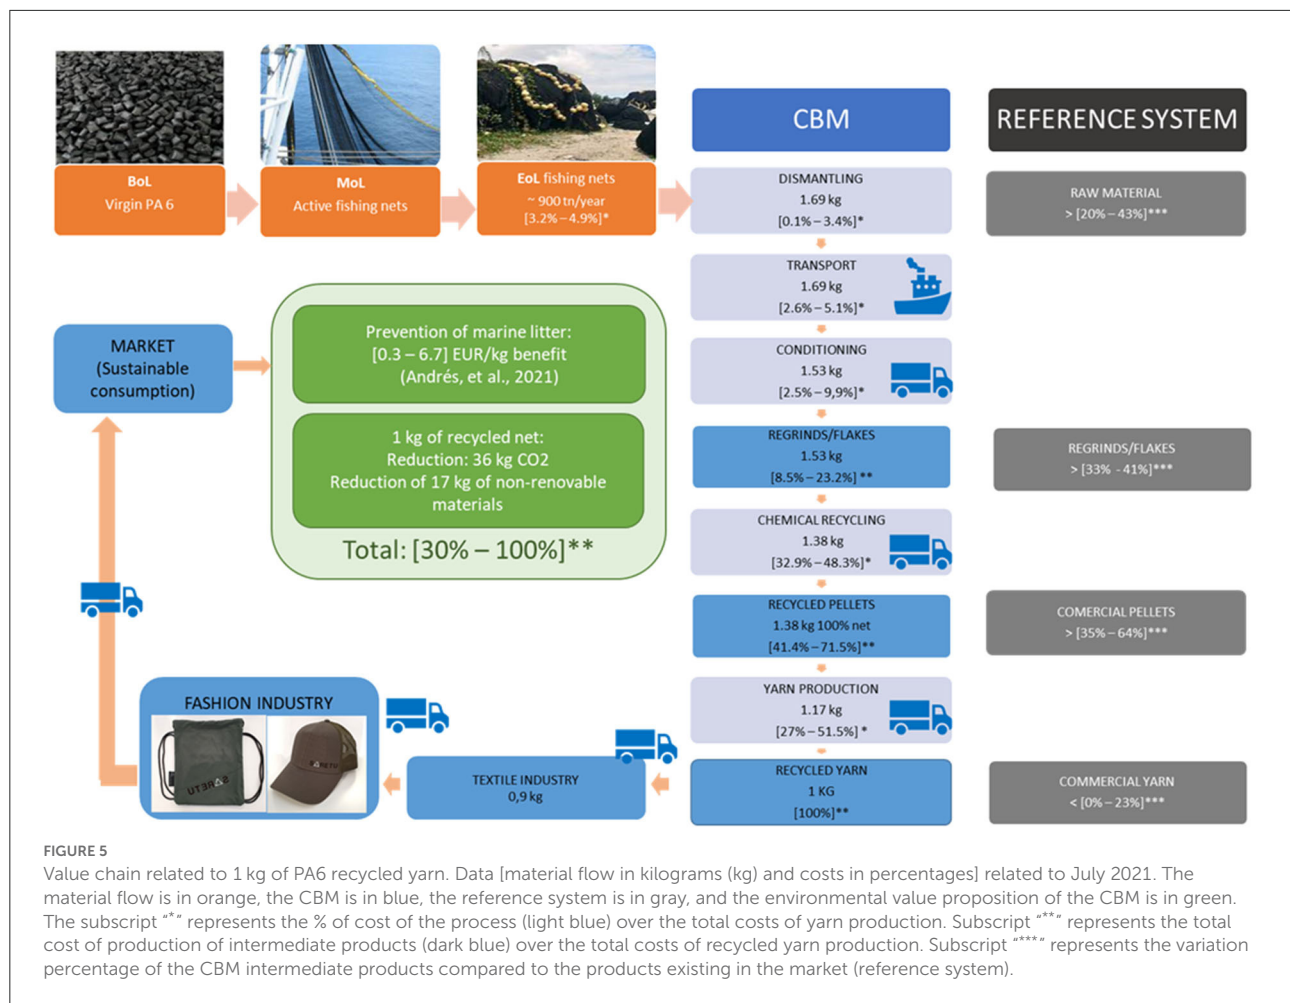 BoL
Virgin PA 6
MoL
Active fishing nets
EoL fishing nets
~ 900 tn/year
[3.2% – 4.9%]*
CBM
REFERENCE SYSTEM
DISMANTLING
1.69 kg
[0.1% – 3.4%]*
RAW MATERIAL
> [20% – 43%]***
TRANSPORT
1.69 kg
[2.6% – 5.1%]*
CONDITIONING
1.53 kg
[2.5% – 9,9%]*
REGRINDS/FLAKES
1.53 kg
[8.5% – 23.2%] **
REGRINDS/FLAKES
> [33% - 41%]***
CHEMICAL RECYCLING
1.38 kg
[32.9% – 48.3%]*
RECYCLED PELLETS
1.38 kg 100% net
[41.4% – 71.5%]**
COMERCIAL PELLETS
> [35% – 64%]***
YARN PRODUCTION
1.17 kg
[27% – 51.5%] *
RECYCLED YARN
1 KG
[100%]**
COMMERCIAL YARN
< [0% – 23%]***
TEXTILE INDUSTRY
0,9 kg
FASHION INDUSTRY
SARETU
SARETU
MARKET
(Sustainable
consumption)
Prevention of marine litter:
[0.3 – 6.7] EUR/kg benefit
(Andrés, et al., 2021)
1 kg of recycled net:
Reduction: 36 kg CO2
Reduction of 17 kg of non-renovable
materials
Total: [30% – 100%]**
FIGURE 5
Value chain related to 1 kg of PA6 recycled yarn. Data [material flow in kilograms (kg) and costs in percentages] related to July 2021. The
material flow is in orange, the CBM is in blue, the reference system is in gray, and the environmental value proposition of the CBM is in green.
The subscript "*" represents the % of cost of the process (light blue) over the total costs of yarn production. Subscript "**" represents the total
cost of production of intermediate products (dark blue) over the total costs of recycled yarn production. Subscript "***" represents the variation
percentage of the CBM intermediate products compared to the products existing in the market (reference system).